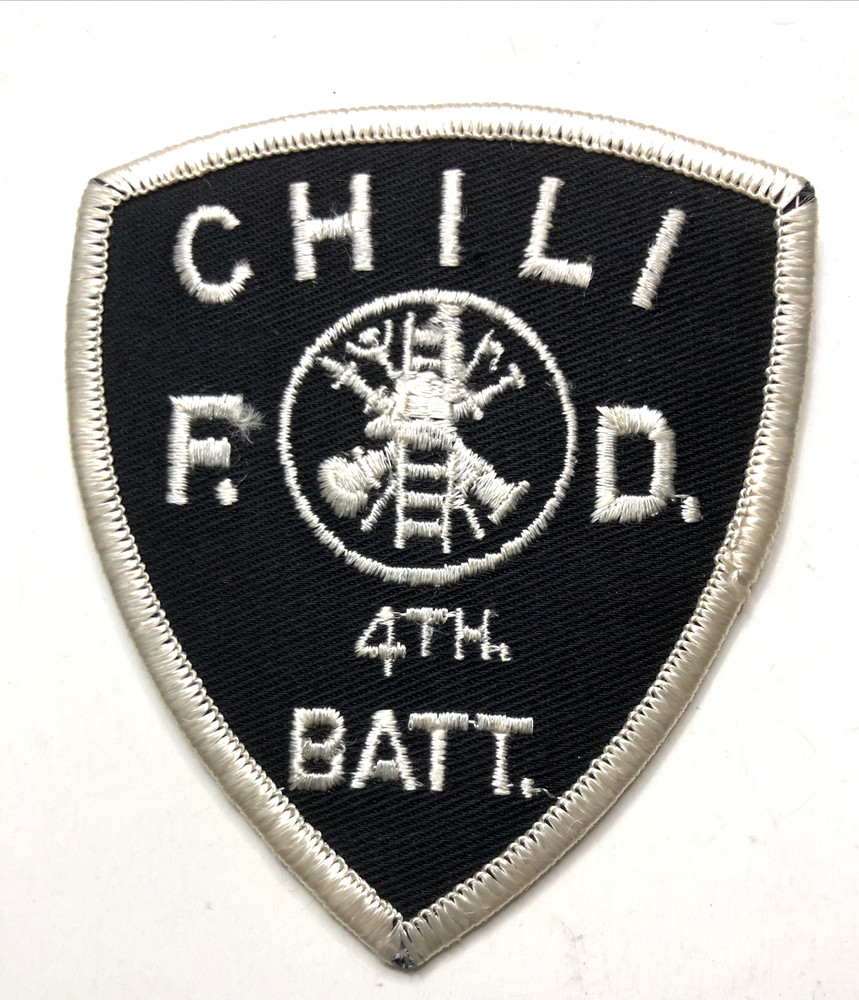 CHILI
F. D.
4TH.
BATT.